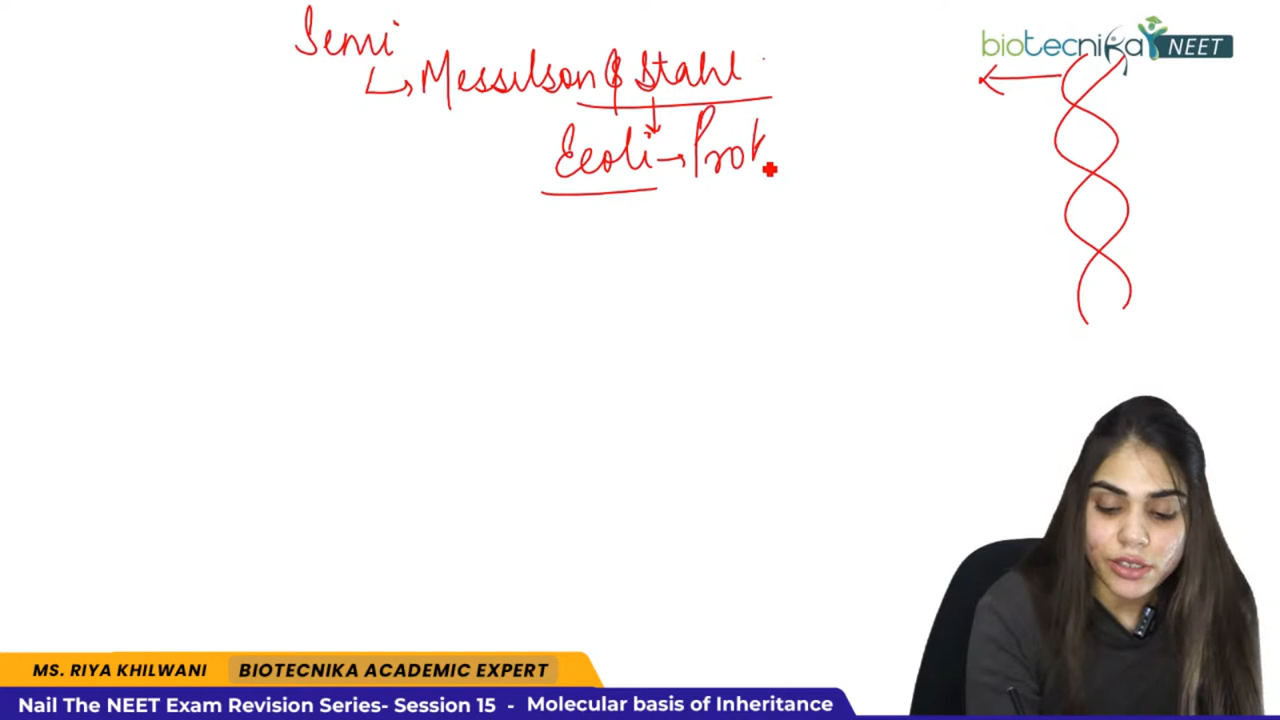 Semi
biotecnika NEET
Messelson & Stahl
Ecoli → Prok
MS. RIYA KHILWANI BIOTECNIKA ACADEMIC EXPERT
Nail The NEET Exam Revision Series- Session 15 - Molecular basis of Inheritance